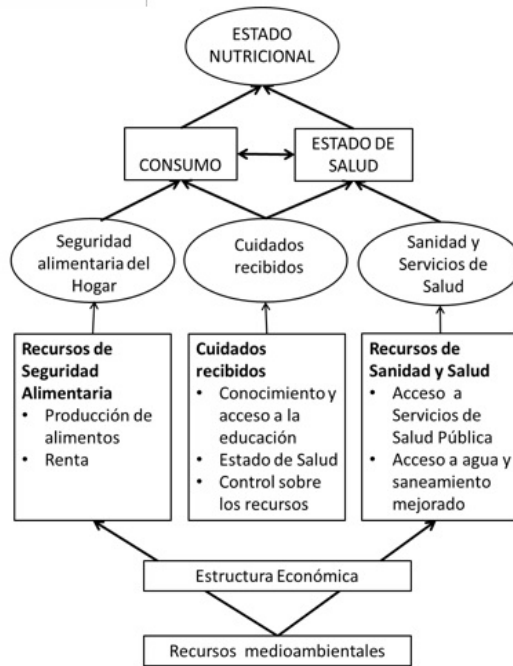 ESTADO
NUTRICIONAL
CONSUMO
ESTADO DE
SALUD
Seguridad
alimentaria del
Hogar
Cuidados
recibidos
Sanidad y
Servicios de
Salud
Recursos de
Seguridad
Alimentaria
• Producción de
alimentos
• Renta
Cuidados
recibidos
• Conocimiento y
acceso a la
educación
• Estado de Salud
• Control sobre
los recursos
Recursos de
Sanidad y Salud
• Acceso a
Servicios de
Salud Pública
• Acceso a agua y
saneamiento
mejorado
Estructura Económica
Recursos medioambientales